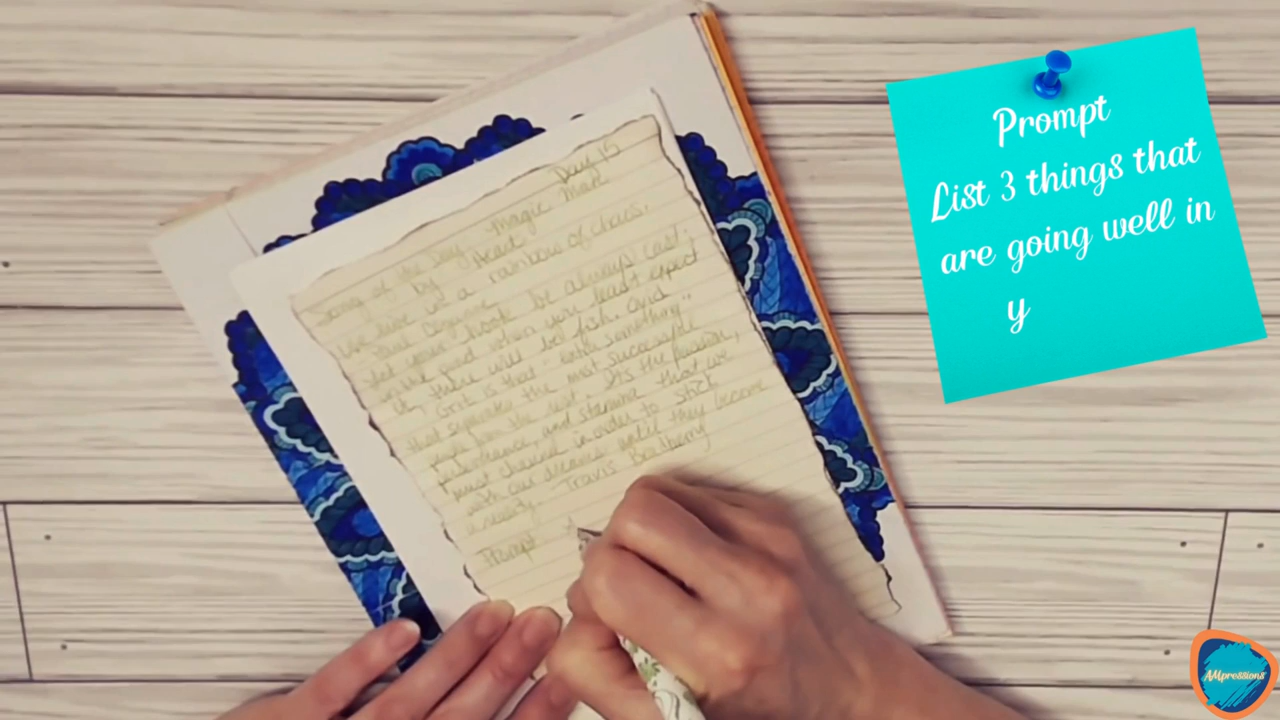 Day 15
Song of the Day Magic Man
by Heart
We live in a rainbow of chaos.
Paul Cezanne
Let your hook be always cast.
in the pool when you least expect
it, there will be fish. Ovid
Grit is that "extra something"
that separates the most successful
people from the rest. It's the passion,
persistence, and stamina that we
must channel in order to stick
with our dreams until they become
a reality. Travis Bradberry
Prompt
Prompt
List 3 things that
are going well in
y
AMpressions